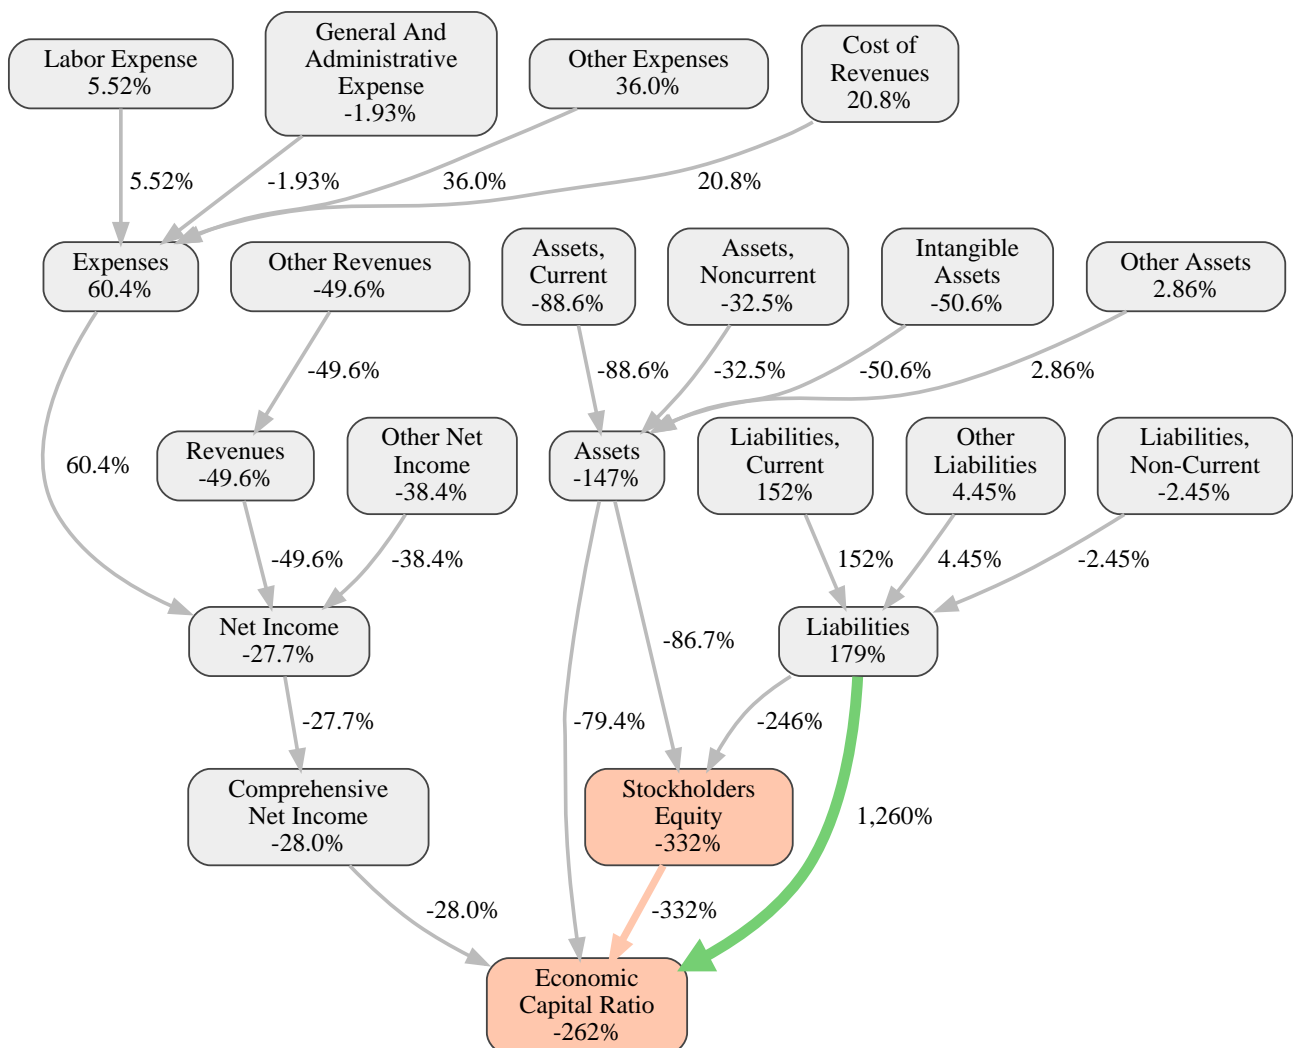 Labor Expense
5.52%
General And
Administrative
Expense
-1.93%
Other Expenses
36.0%
Cost of
Revenues
20.8%
5.52%
-1.93%
36.0%
20.8%
Expenses
60.4%
Other Revenues
-49.6%
Assets,
Current
-88.6%
Assets,
Noncurrent
-32.5%
Intangible
Assets
-50.6%
Other Assets
2.86%
-49.6%
-88.6%
-32.5%
-50.6%
2.86%
60.4%
Revenues
-49.6%
Other Net
Income
-38.4%
Assets
-147%
Liabilities,
Current
152%
Other
Liabilities
4.45%
Liabilities,
Non-Current
-2.45%
-49.6%
-38.4%
152%
4.45%
-2.45%
Net Income
-27.7%
-86.7%
Liabilities
179%
-27.7%
-79.4%
-246%
Comprehensive
Net Income
-28.0%
Stockholders
Equity
-332%
1,260%
-28.0%
-332%
Economic
Capital Ratio
-262%